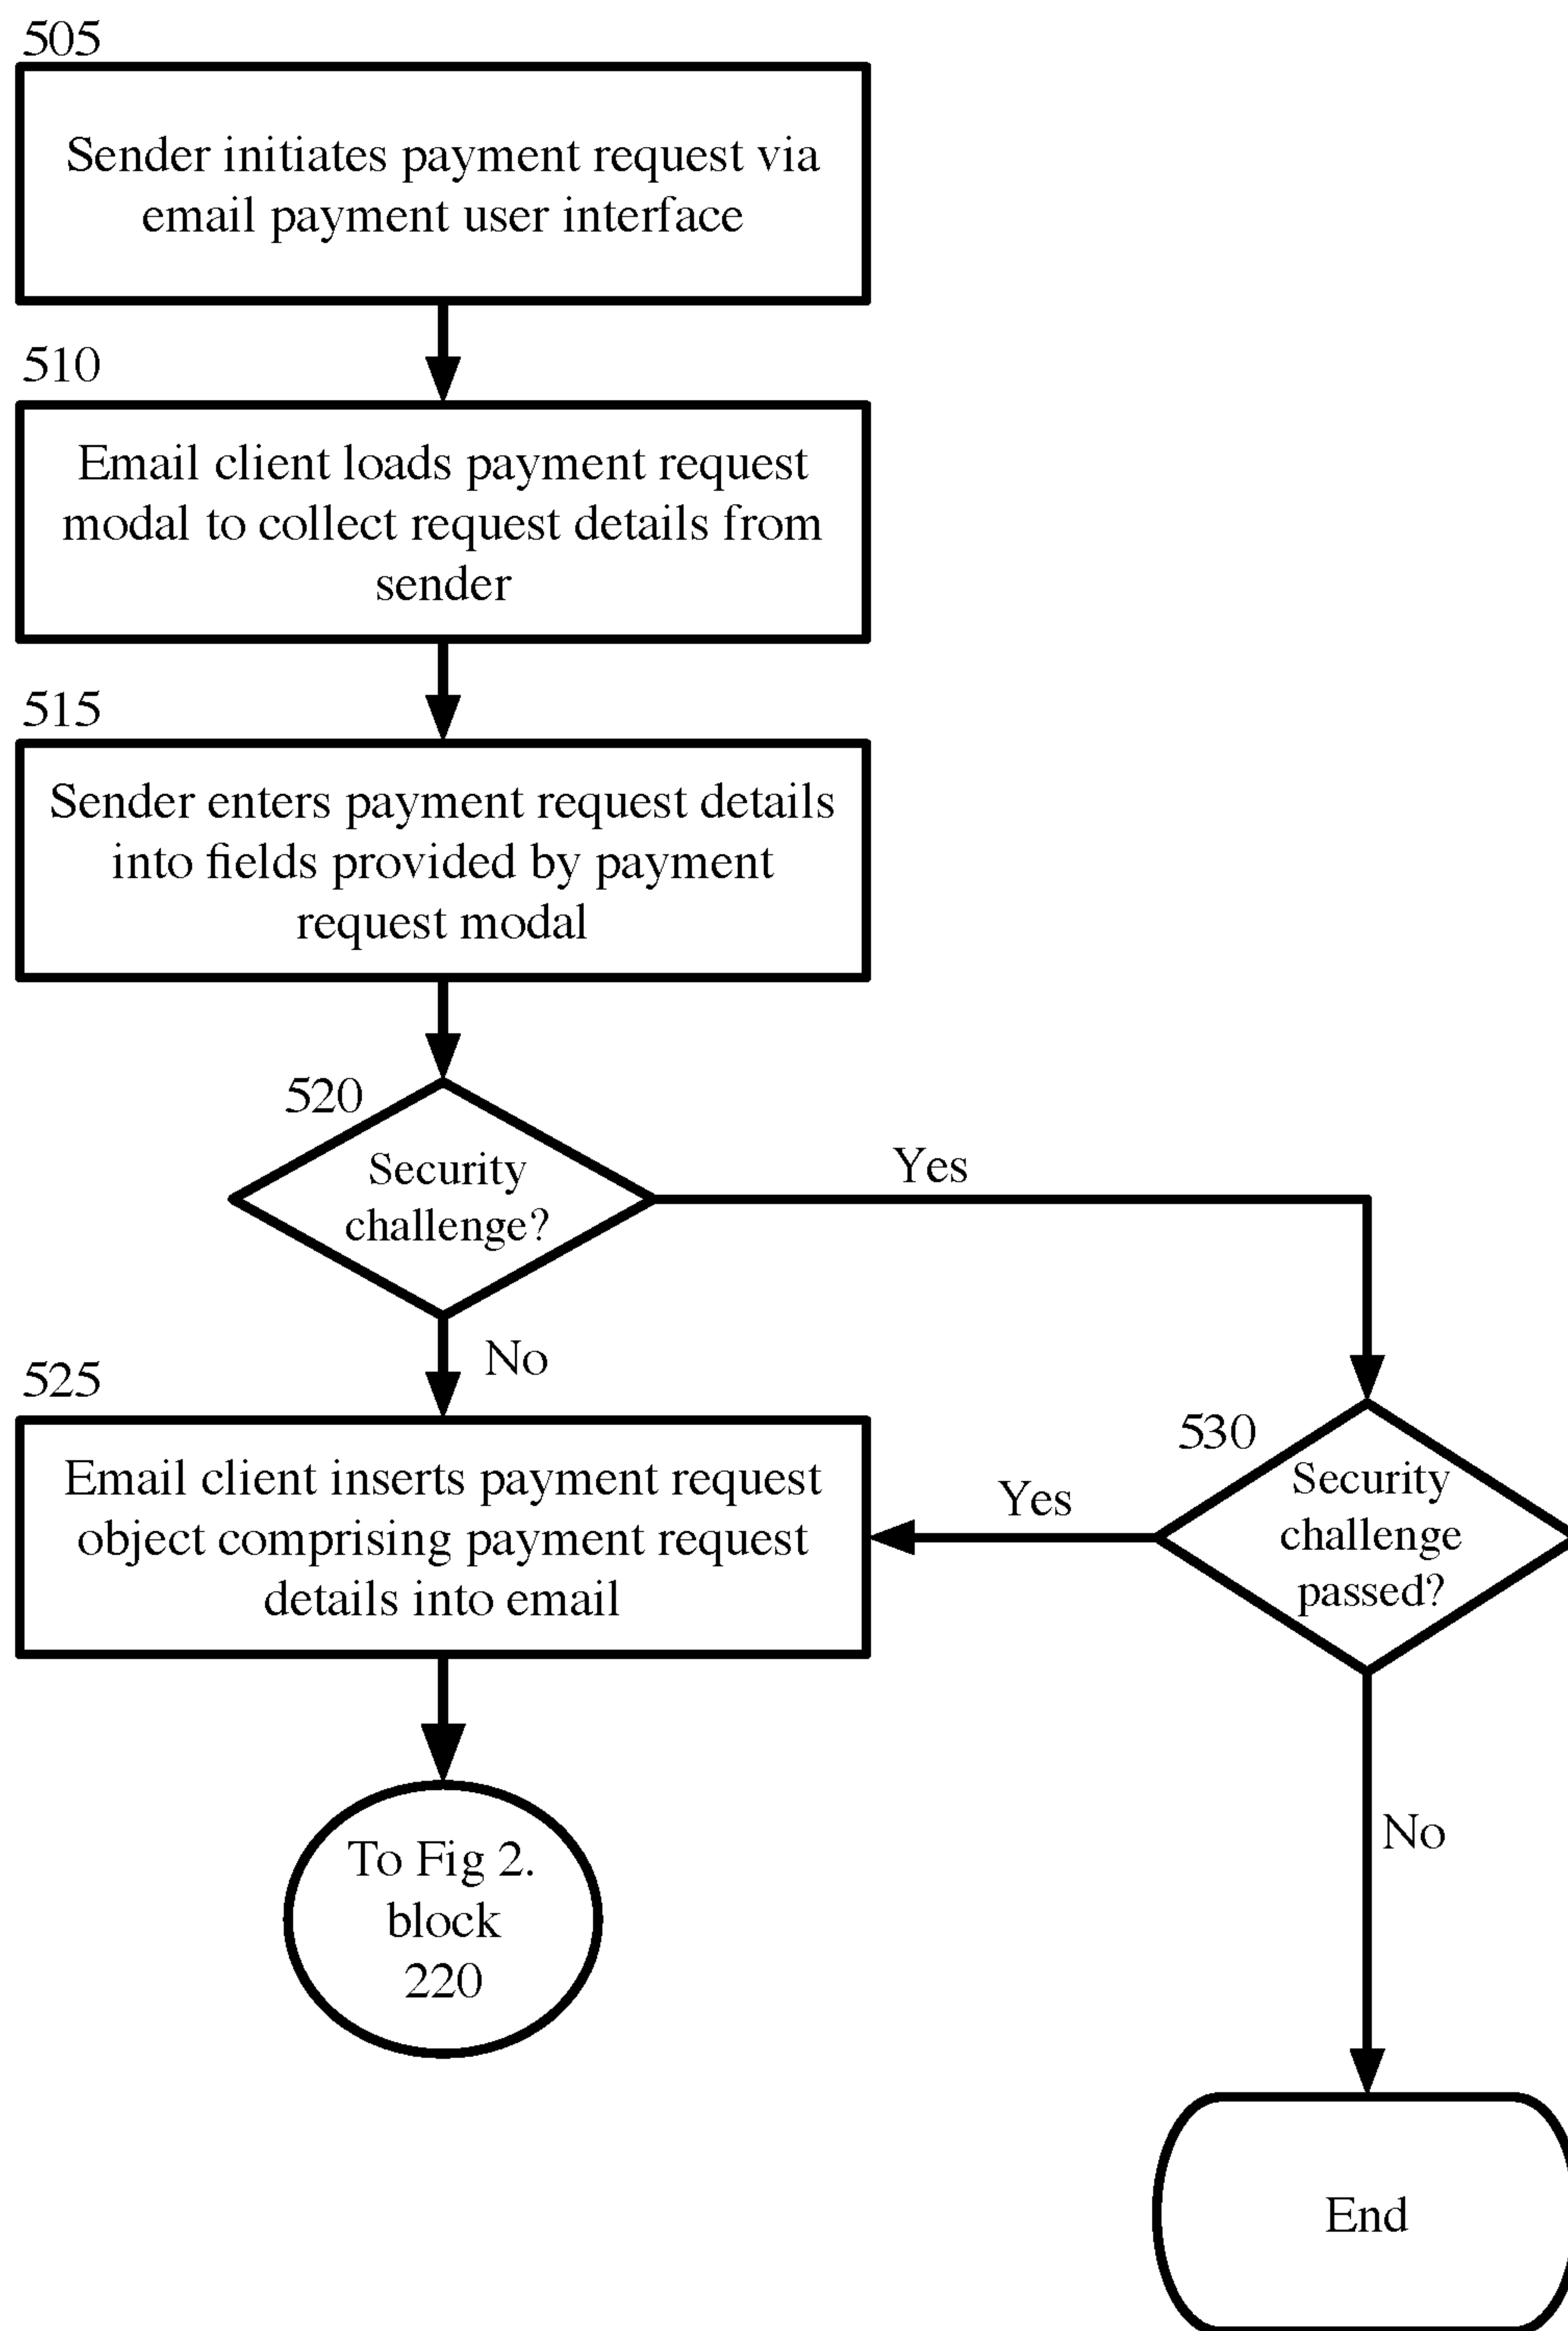 505
Sender initiates payment request via
email payment user interface
510
Email client loads payment request
modal to collect request details from
sender
515
Sender enters payment request details
into fields provided by payment
request modal
520
Security
challenge?
Yes
No
525
Email client inserts payment request
object comprising payment request
details into email
Yes
530
Security
challenge
passed?
To Fig 2.
block
220
No
End